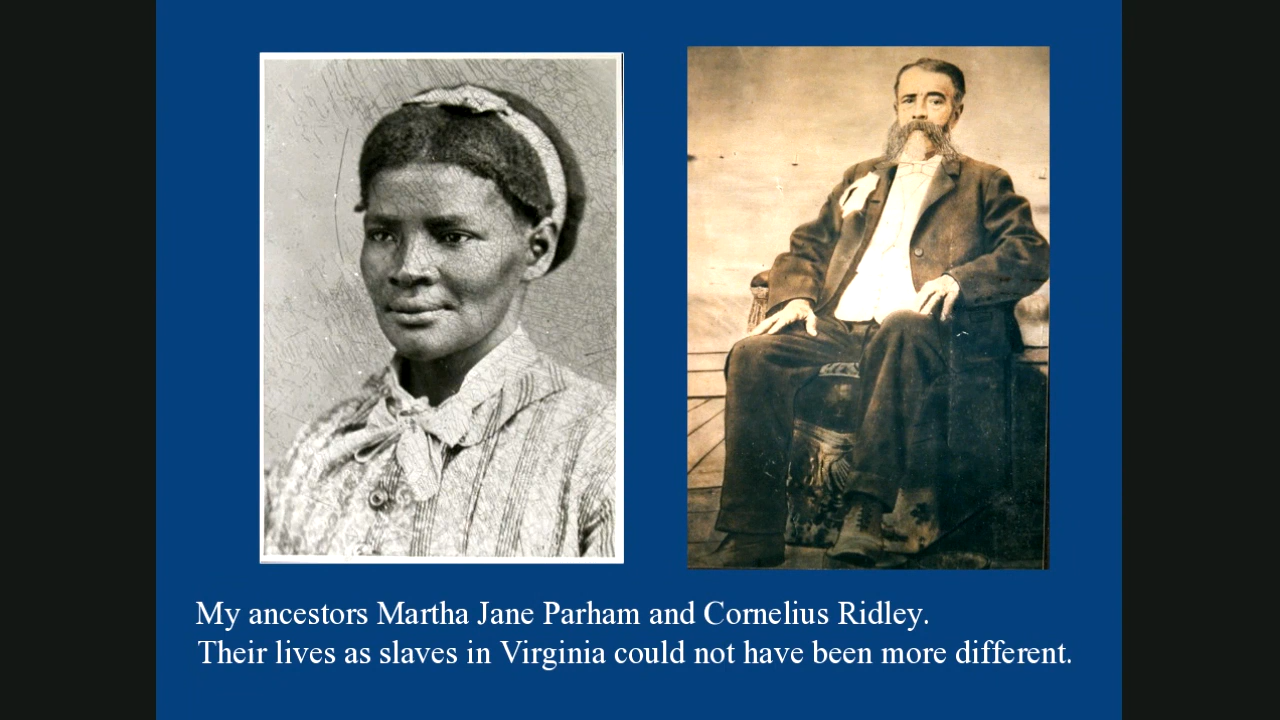 My ancestors Martha Jane Parham and Cornelius Ridley.
Their lives as slaves in Virginia could not have been more different.